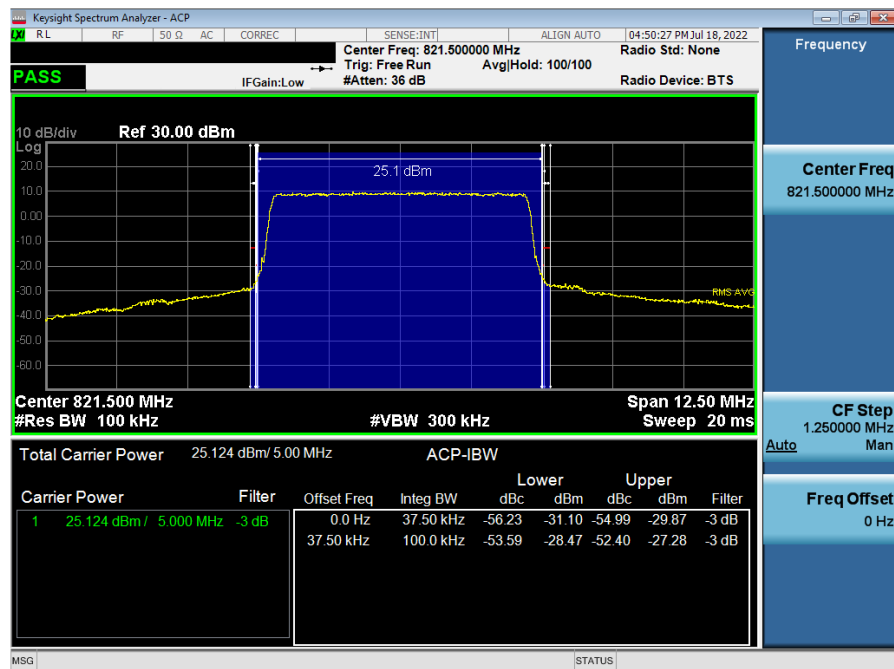 Keysight Spectrum Analyzer - ACP
LXI RL RF 50 Ω AC CORREC SENSE:INT ALIGN AUTO 04:50:27 PM Jul 18, 2022
Center Freq: 821.500000 MHz Radio Std: None
Trig: Free Run Avg|Hold: 100/100
PASS IFGain:Low #Atten: 36 dB Radio Device: BTS
Frequency
10 dB/div Ref 30.00 dBm
Log
20.0
10.0
0.00
-10.0
-20.0
-30.0
-40.0
-50.0
-60.0
25.1 dBm
RMS AVG
Center 821.500 MHz Span 12.50 MHz
#Res BW 100 kHz #VBW 300 kHz Sweep 20 ms
Total Carrier Power 25.124 dBm/ 5.00 MHz ACP-IBW
Lower Upper
Carrier Power Filter Offset Freq Integ BW dBc dBm dBc dBm Filter
1 25.124 dBm / 5.000 MHz -3 dB 0.0 Hz 37.50 kHz -56.23 -31.10 -54.99 -29.87 -3 dB
37.50 kHz 100.0 kHz -53.59 -28.47 -52.40 -27.28 -3 dB
Center Freq
821.500000 MHz
CF Step
1.250000 MHz
Auto Man
Freq Offset
0 Hz
MSG STATUS